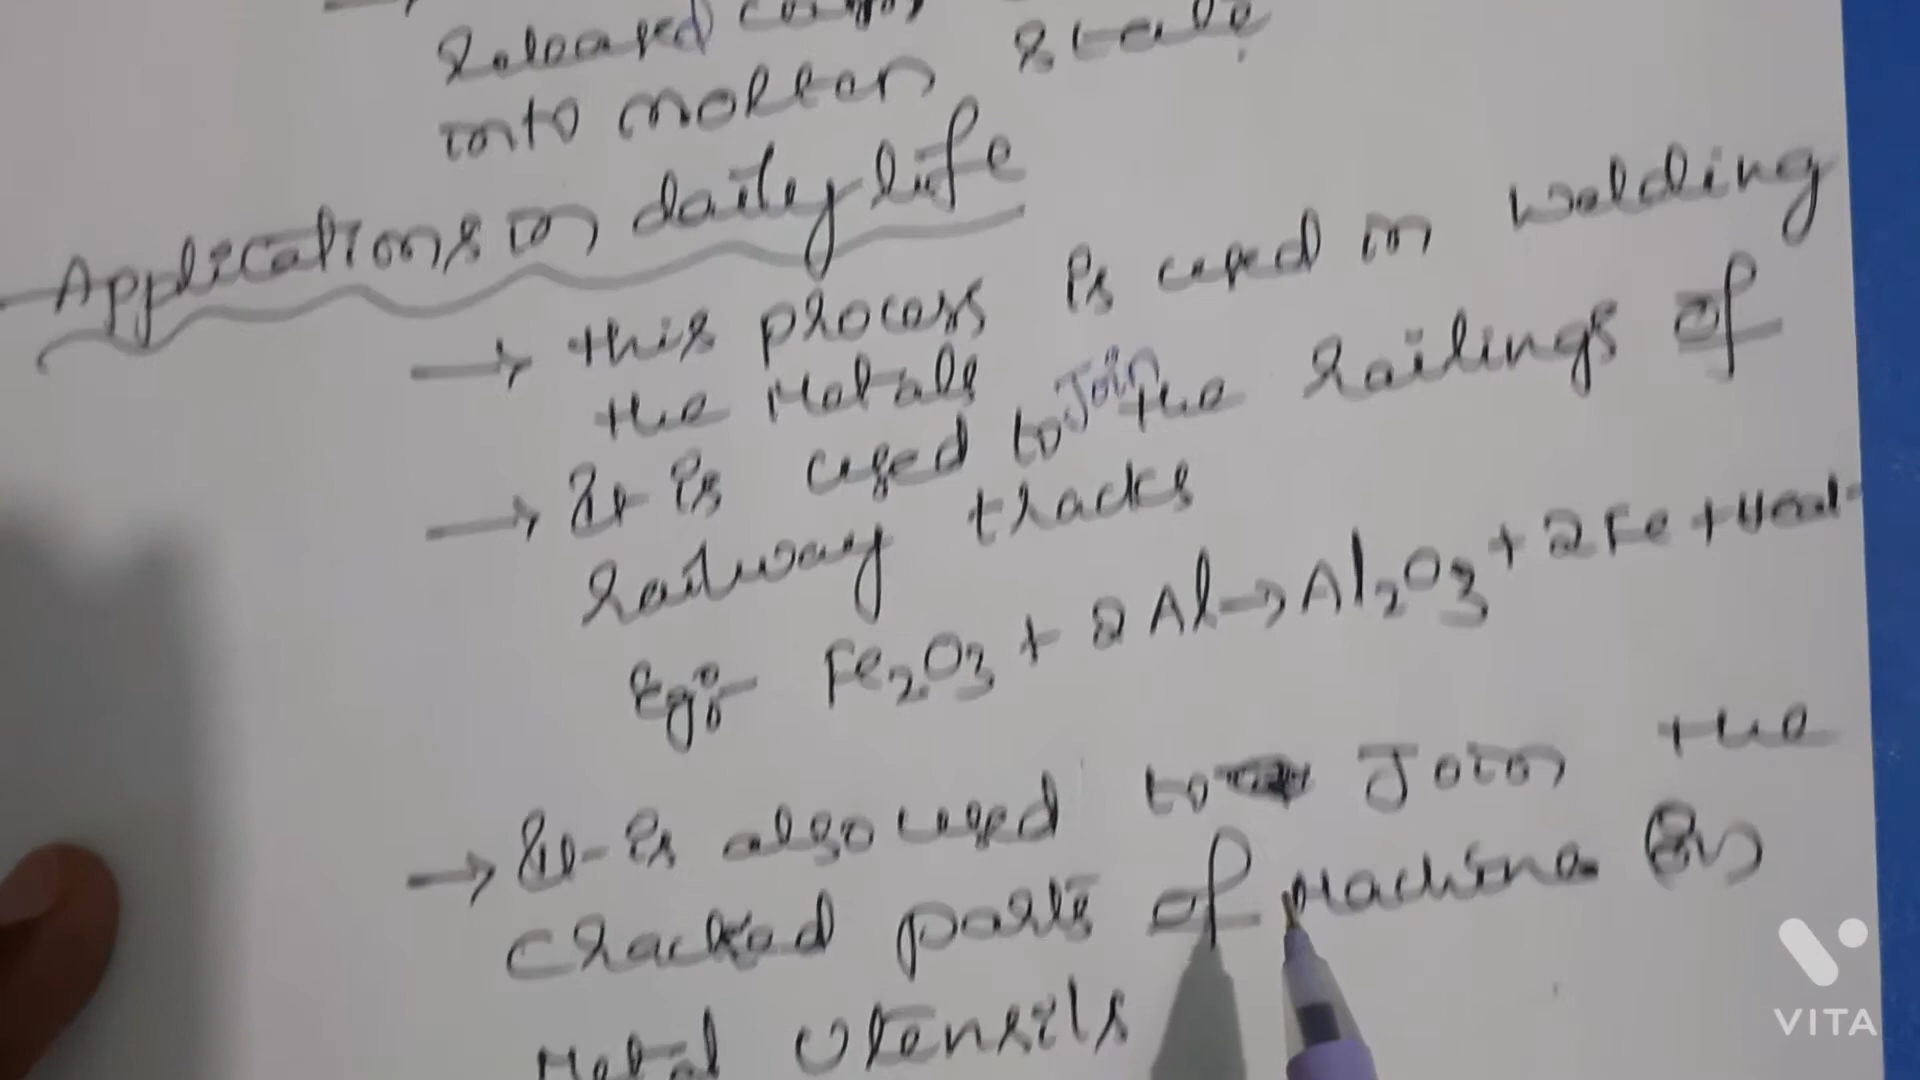 Released
into molten state
Applications in daily life
→ this process is used in welding
the Metals
→ It is used to Join the railings of
railway tracks
Eg:- Fe₂O₃ + 2Al → Al₂O₃ + 2Fe + Heat
→ It is also used to Join the
cracked parts of Machine (or)
Metal Utensils
VITA